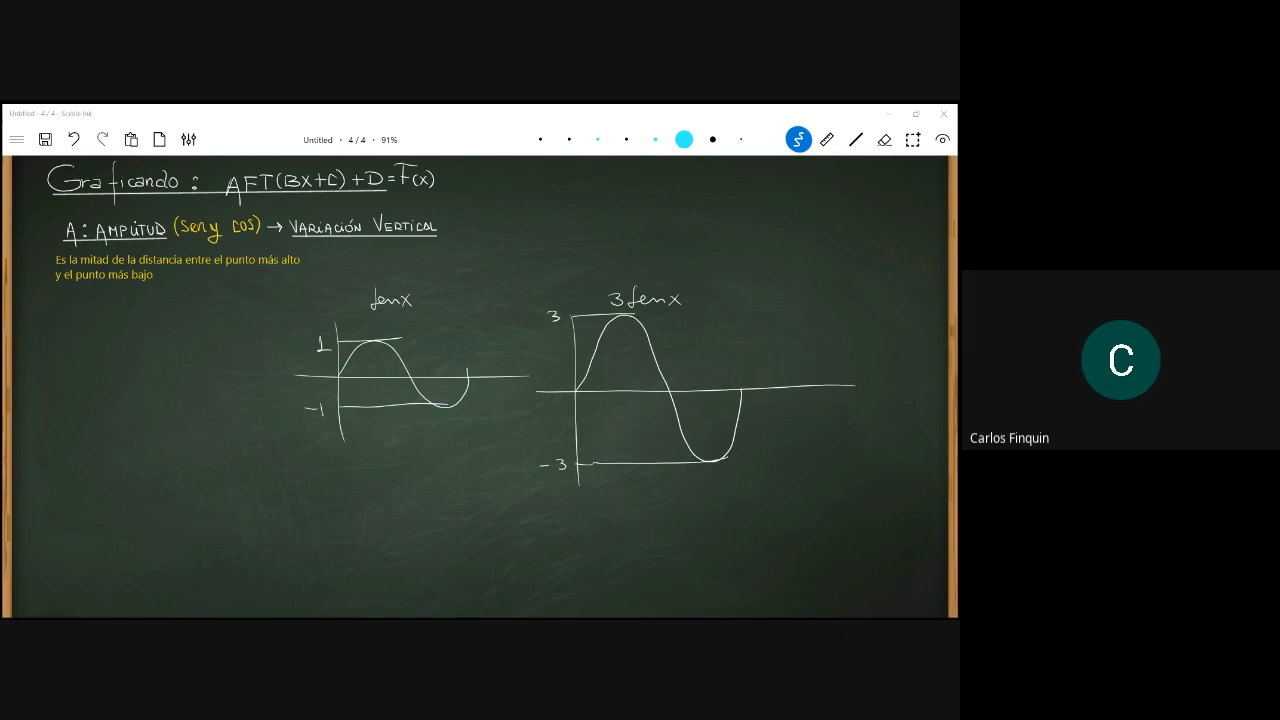 Untitled - 4 / 4 - Scrble Ink
Untitled • 4 / 4 • 91%
Graficando : AFT(BX+C) +D=F(x)
A: AMPLITUD (sen y cos) → VARIACIÓN VERTICAL
Es la mitad de la distancia entre el punto más alto
y el punto más bajo
senx
1
-1
3senx
3
-3
C
Carlos Finquin